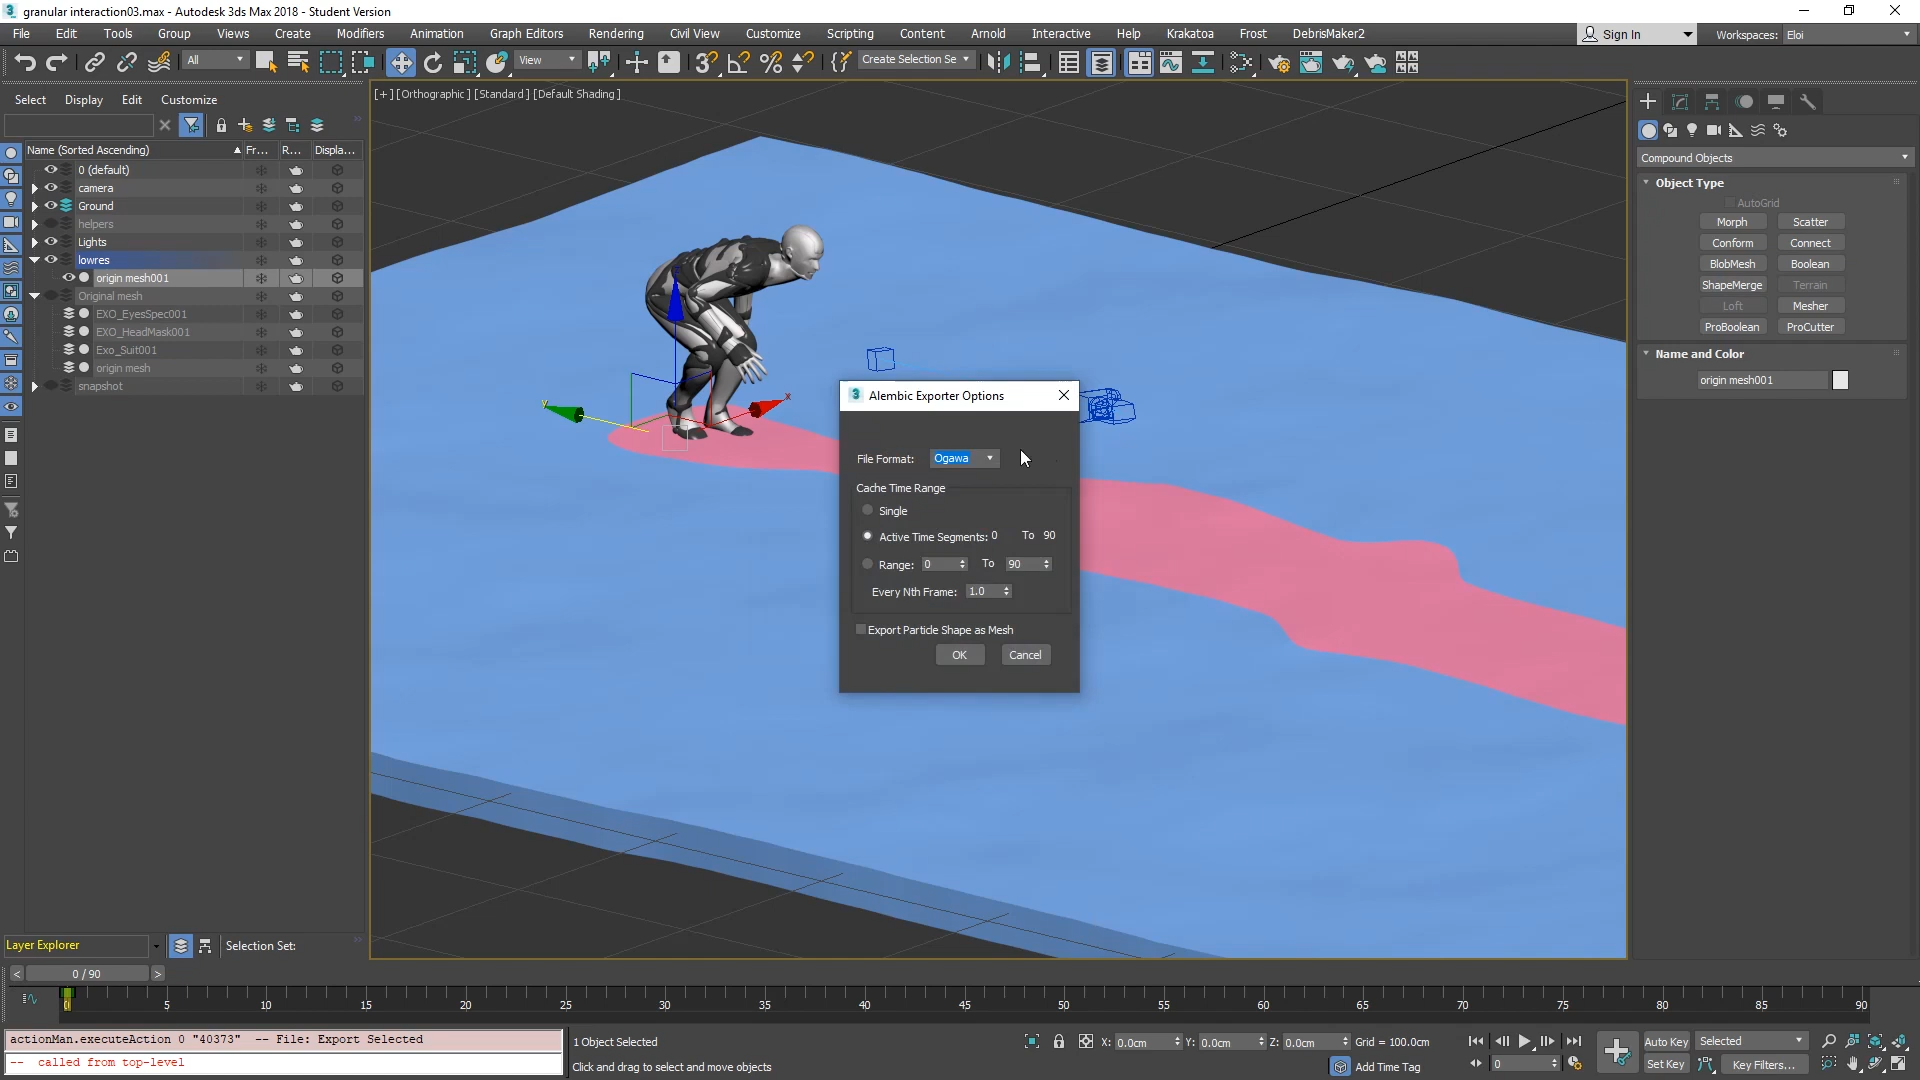 granular interaction03.max - Autodesk 3ds Max 2018 - Student Version
File Edit Tools Group Views Create Modifiers Animation Graph Editors Rendering Civil View Customize Scripting Content Arnold Interactive Help Krakatoa Frost DebrisMaker2
Sign In
Workspaces: Eloi
All
View
Create Selection Se
Select Display Edit Customize
[+] [Orthographic] [Standard] [Default Shading]
Name (Sorted Ascending) Fr... R... Displa...
0 (default)
camera
Ground
helpers
Lights
lowres
origin mesh001
Original mesh
EXO_EyesSpec001
EXO_HeadMask001
Exo_Suit001
origin mesh
snapshot
Compound Objects
Object Type
AutoGrid
Morph Scatter
Conform Connect
BlobMesh Boolean
ShapeMerge Terrain
Loft Mesher
ProBoolean ProCutter
Name and Color
origin mesh001
x
y
3 Alembic Exporter Options
File Format: Ogawa
Cache Time Range
Single
Active Time Segments: 0 To 90
Range: 0 To 90
Every Nth Frame: 1.0
Export Particle Shape as Mesh
OK Cancel
Layer Explorer
Selection Set:
< 0 / 90 >
0 5 10 15 20 25 30 35 40 45 50 55 60 65 70 75 80 85 90
actionMan.executeAction 0 "40373" -- File: Export Selected
-- called from top-level
1 Object Selected
Click and drag to select and move objects
X: 0.0cm Y: 0.0cm Z: 0.0cm Grid = 100.0cm
Add Time Tag
0
Auto Key Selected
Set Key Key Filters...